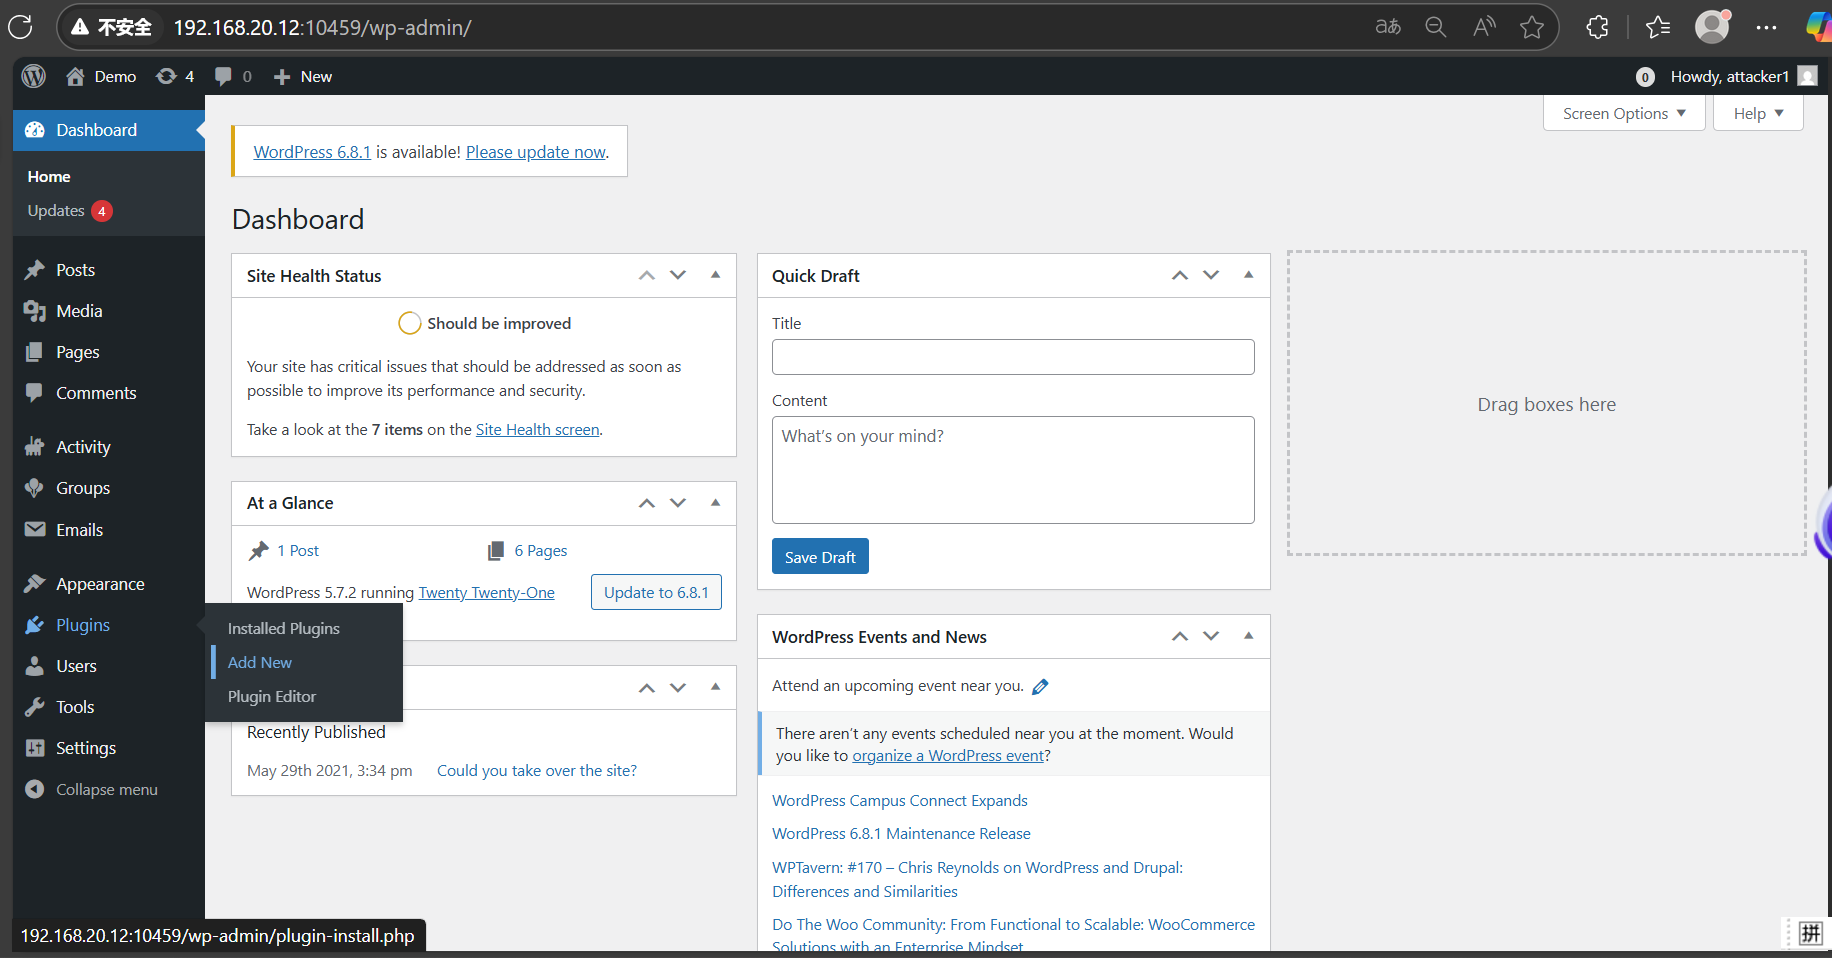 不安全 192.168.20.12:10459/wp-admin/
Demo 4 0 New 0 Howdy, attacker1
Screen Options Help
Dashboard
Home
Updates 4
Posts
Media
Pages
Comments
Activity
Groups
Emails
Appearance
Plugins
Users
Tools
Settings
Collapse menu
Installed Plugins
Add New
Plugin Editor
WordPress 6.8.1 is available! Please update now.
Dashboard
Site Health Status
Should be improved
Your site has critical issues that should be addressed as soon as
possible to improve its performance and security.
Take a look at the 7 items on the Site Health screen.
At a Glance
1 Post 6 Pages
WordPress 5.7.2 running Twenty Twenty-One Update to 6.8.1
Recently Published
May 29th 2021, 3:34 pm Could you take over the site?
Quick Draft
Title
Content
What's on your mind?
Save Draft
WordPress Events and News
Attend an upcoming event near you.
There aren't any events scheduled near you at the moment. Would
you like to organize a WordPress event?
WordPress Campus Connect Expands
WordPress 6.8.1 Maintenance Release
WPTavern: #170 – Chris Reynolds on WordPress and Drupal:
Differences and Similarities
Do The Woo Community: From Functional to Scalable: WooCommerce
Solutions with an Enterprise Mindset
Drag boxes here
192.168.20.12:10459/wp-admin/plugin-install.php
拼